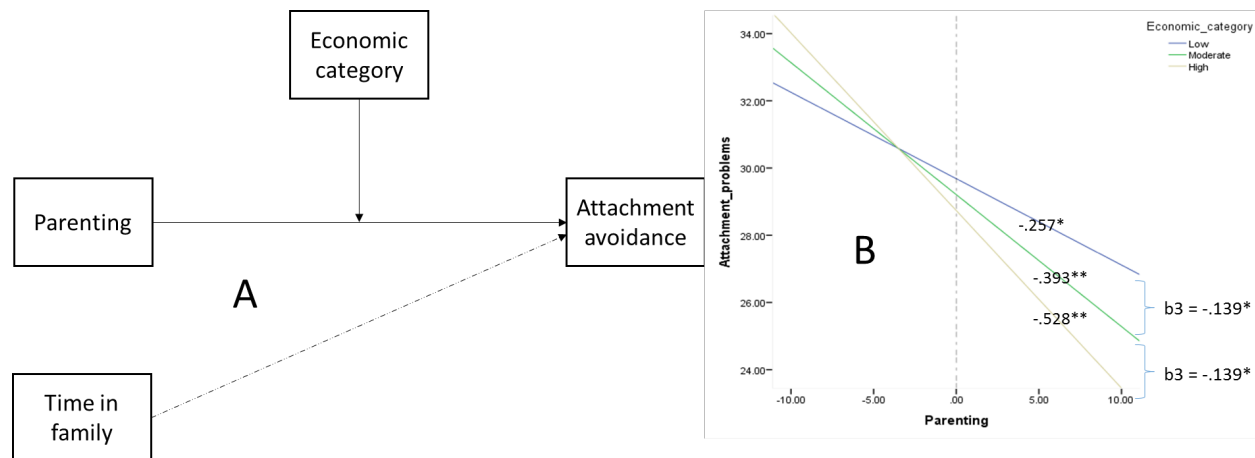 Economic
category
Parenting
Attachment
avoidance
A
Time in
family
Economic_category
Low
Moderate
High
34.00
32.00
30.00
28.00
26.00
24.00
Attachment_problems
-.257*
B
-.393**
-.528**
b3 = -.139*
b3 = -.139*
-10.00 -5.00 .00 5.00 10.00
Parenting